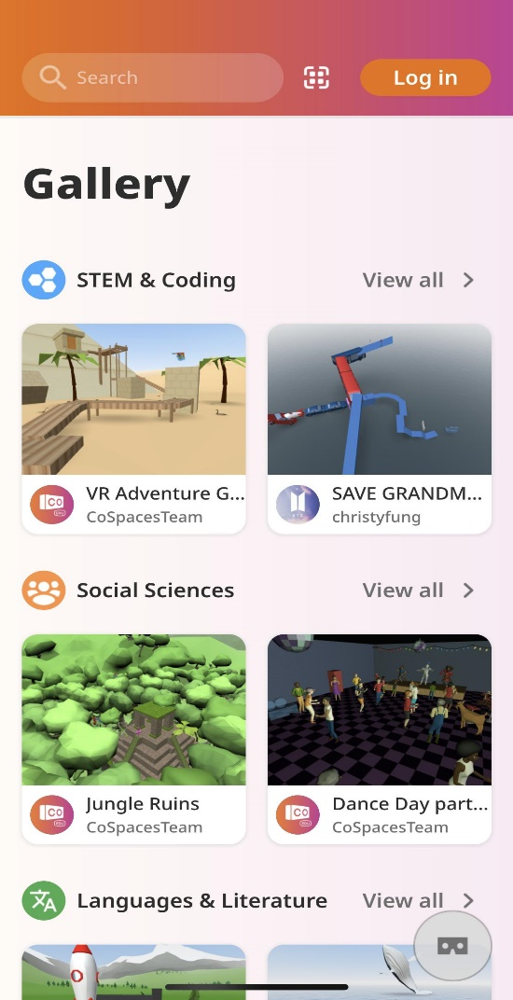 Search
Log in
Gallery
STEM & Coding
View all
VR Adventure G...
CoSpacesTeam
SAVE GRANDM...
christyfung
Social Sciences
View all
Jungle Ruins
CoSpacesTeam
Dance Day part...
CoSpacesTeam
Languages & Literature
View all